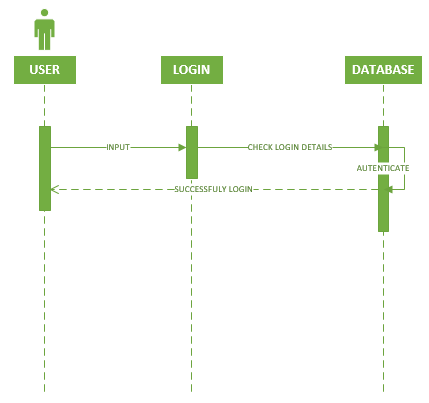 USER
LOGIN
DATABASE
INPUT
CHECK LOGIN DETAILS
AUTENTICATE
SUCCESSFULY LOGIN